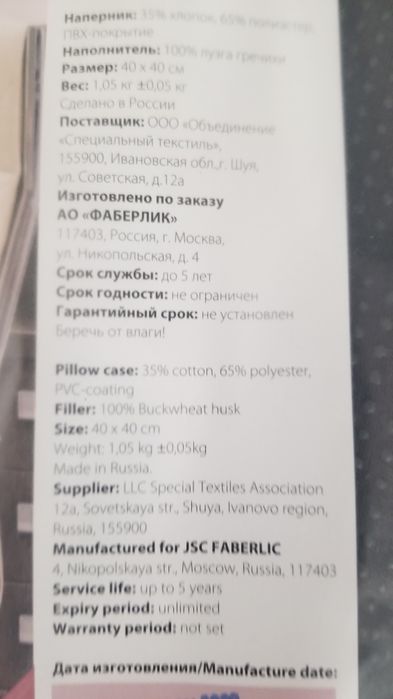 Наперник: 35% хлопок, 65% полиэстер,
ПВХ-покрытие
Наполнитель: 100% лузга гречихи
Размер: 40 х 40 см
Вес: 1,05 кг ±0,05 кг
Сделано в России
Поставщик: ООО «Объединение
«Специальный текстиль»,
155900, Ивановская обл.,г. Шуя,
ул. Советская, д.12а
Изготовлено по заказу
АО «ФАБЕРЛИК»
117403, Россия, г. Москва,
ул. Никопольская, д. 4
Срок службы: до 5 лет
Срок годности: не ограничен
Гарантийный срок: не установлен
Беречь от влаги!
Pillow case: 35% cotton, 65% polyester,
PVC-coating
Filler: 100% Buckwheat husk
Size: 40 x 40 cm
Weight: 1,05 kg ±0,05kg
Made in Russia.
Supplier: LLC Special Textiles Association
12a, Sovetskaya str., Shuya, Ivanovo region,
Russia, 155900
Manufactured for JSC FABERLIC
4, Nikopolskaya str., Moscow, Russia, 117403
Service life: up to 5 years
Expiry period: unlimited
Warranty period: not set
Дата изготовления/Manufacture date: